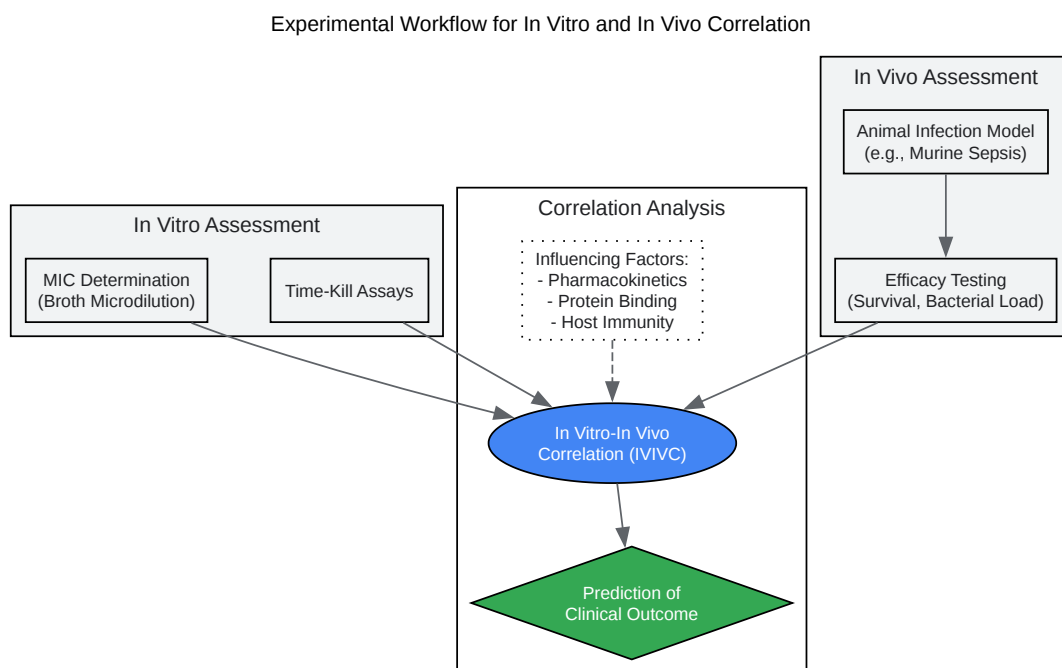 Experimental Workflow for In Vitro and In Vivo Correlation
In Vivo Assessment
Animal Infection Model
(e.g., Murine Sepsis)
Efficacy Testing
(Survival, Bacterial Load)
In Vitro Assessment
MIC Determination
(Broth Microdilution)
Time-Kill Assays
Correlation Analysis
Influencing Factors:
- Pharmacokinetics
- Protein Binding
- Host Immunity
In Vitro-In Vivo
Correlation (IVIVC)
Prediction of
Clinical Outcome